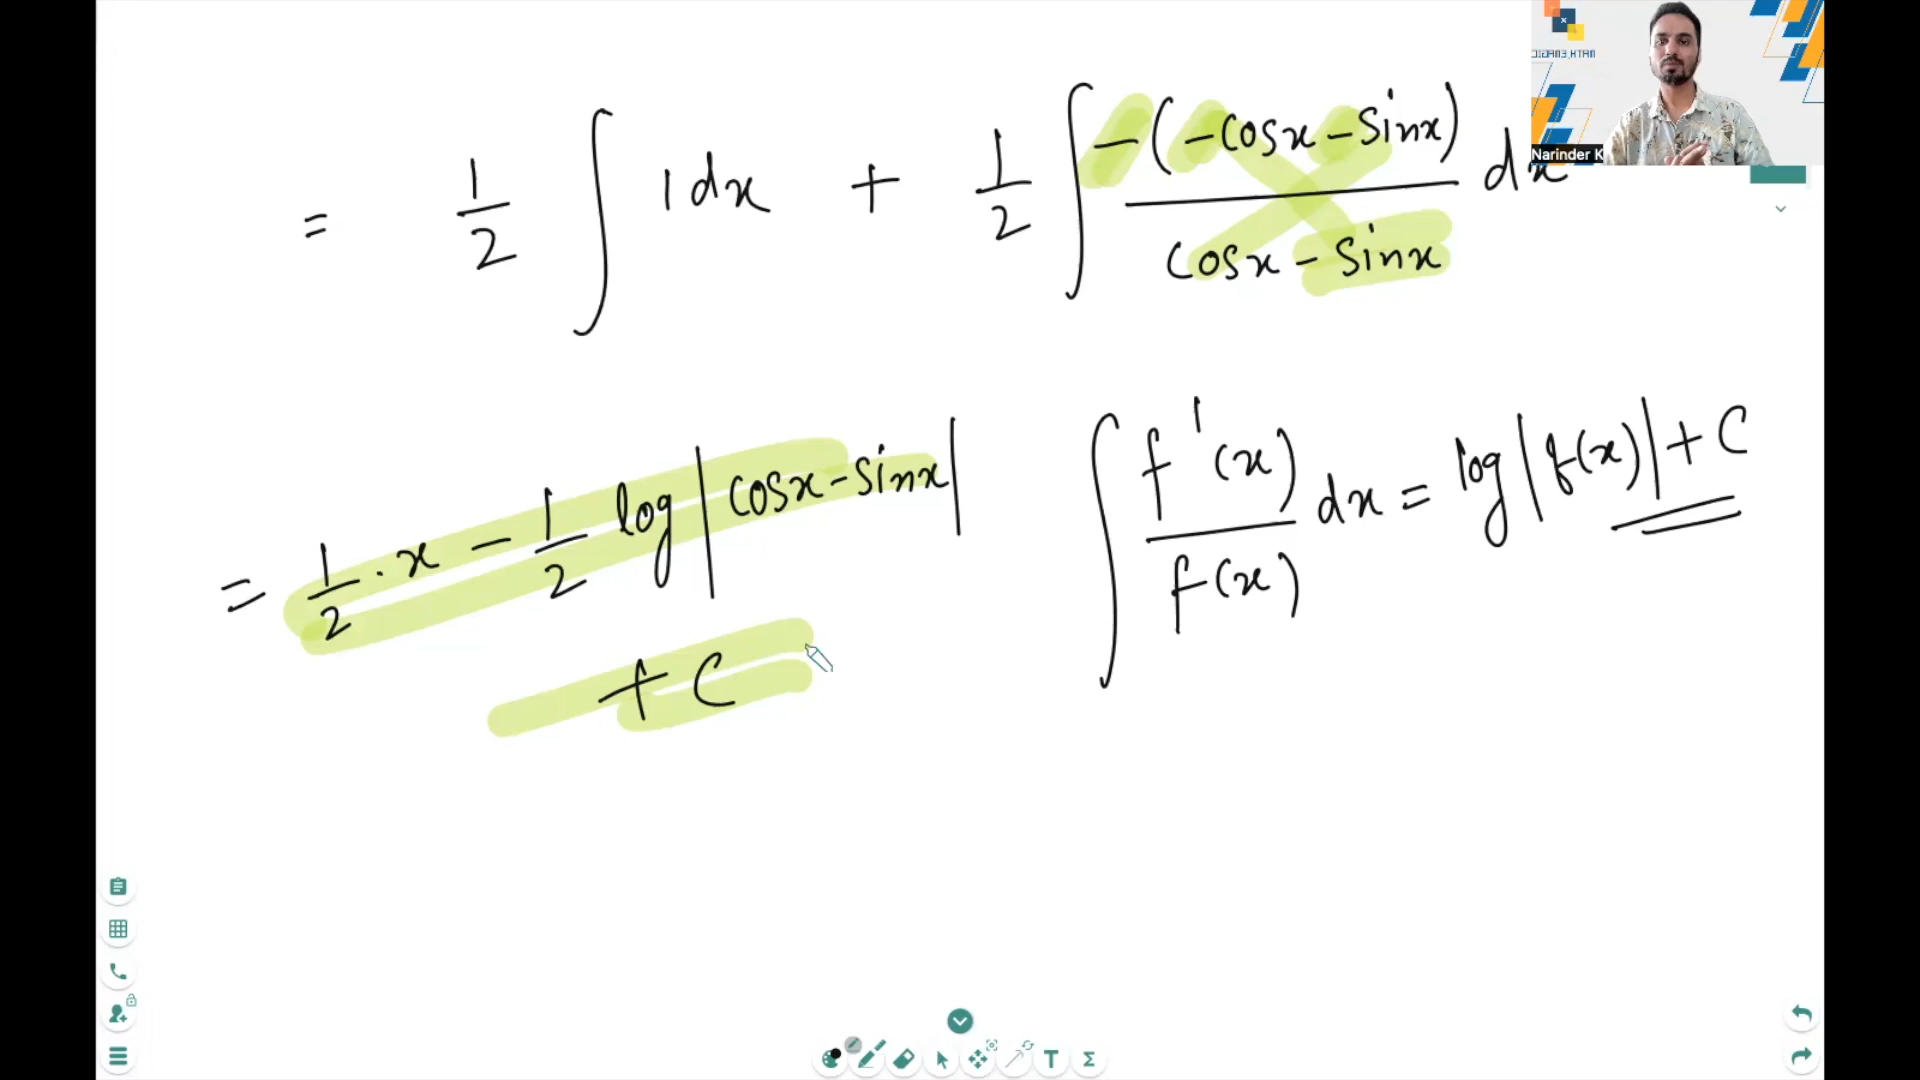 = 1/2 ∫ 1 dx + 1/2 ∫ -(-cosx - sinx)/(cosx - sinx) dx
= 1/2 . x - 1/2 log |cosx - sinx|
+ C
∫ f'(x)/f(x) dx = log |f(x)| + C
Narinder K
T
Σ